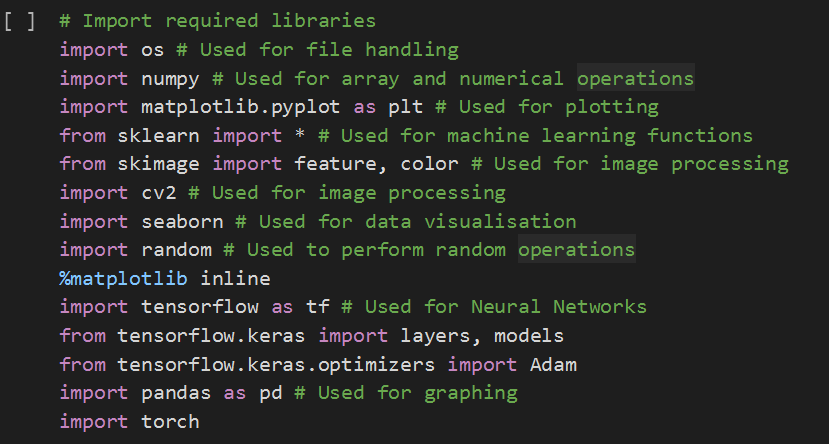 [ ] # Import required libraries
import os # Used for file handling
import numpy # Used for array and numerical operations
import matplotlib.pyplot as plt # Used for plotting
from sklearn import * # Used for machine learning functions
from skimage import feature, color # Used for image processing
import cv2 # Used for image processing
import seaborn # Used for data visualisation
import random # Used to perform random operations
%matplotlib inline
import tensorflow as tf # Used for Neural Networks
from tensorflow.keras import layers, models
from tensorflow.keras.optimizers import Adam
import pandas as pd # Used for graphing
import torch